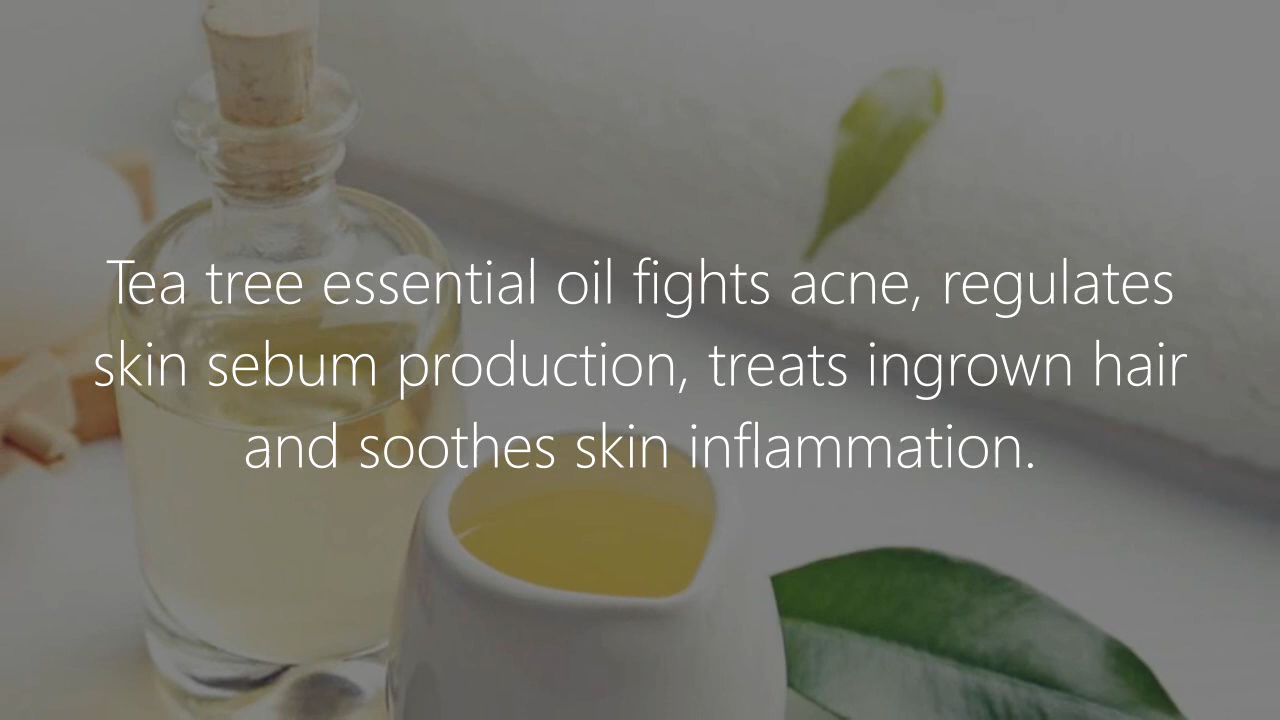 Tea tree essential oil fights acne, regulates
skin sebum production, treats ingrown hair
and soothes skin inflammation.